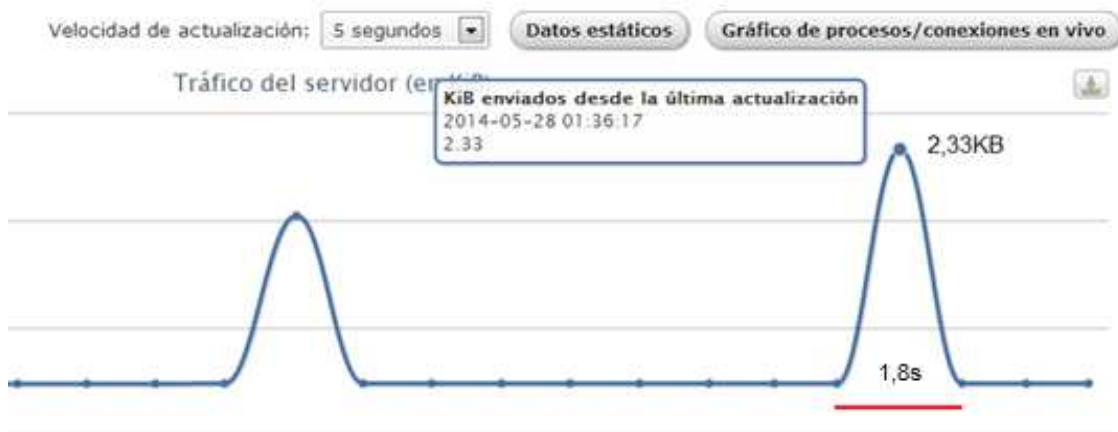 Velocidad de actualización: 5 segundos Datos estáticos Gráfico de procesos/conexiones en vivo
Tráfico del servidor (en KiB)
KiB enviados desde la última actualización
2014-05-28 01:36:17
2.33
2,33KB
1,8s